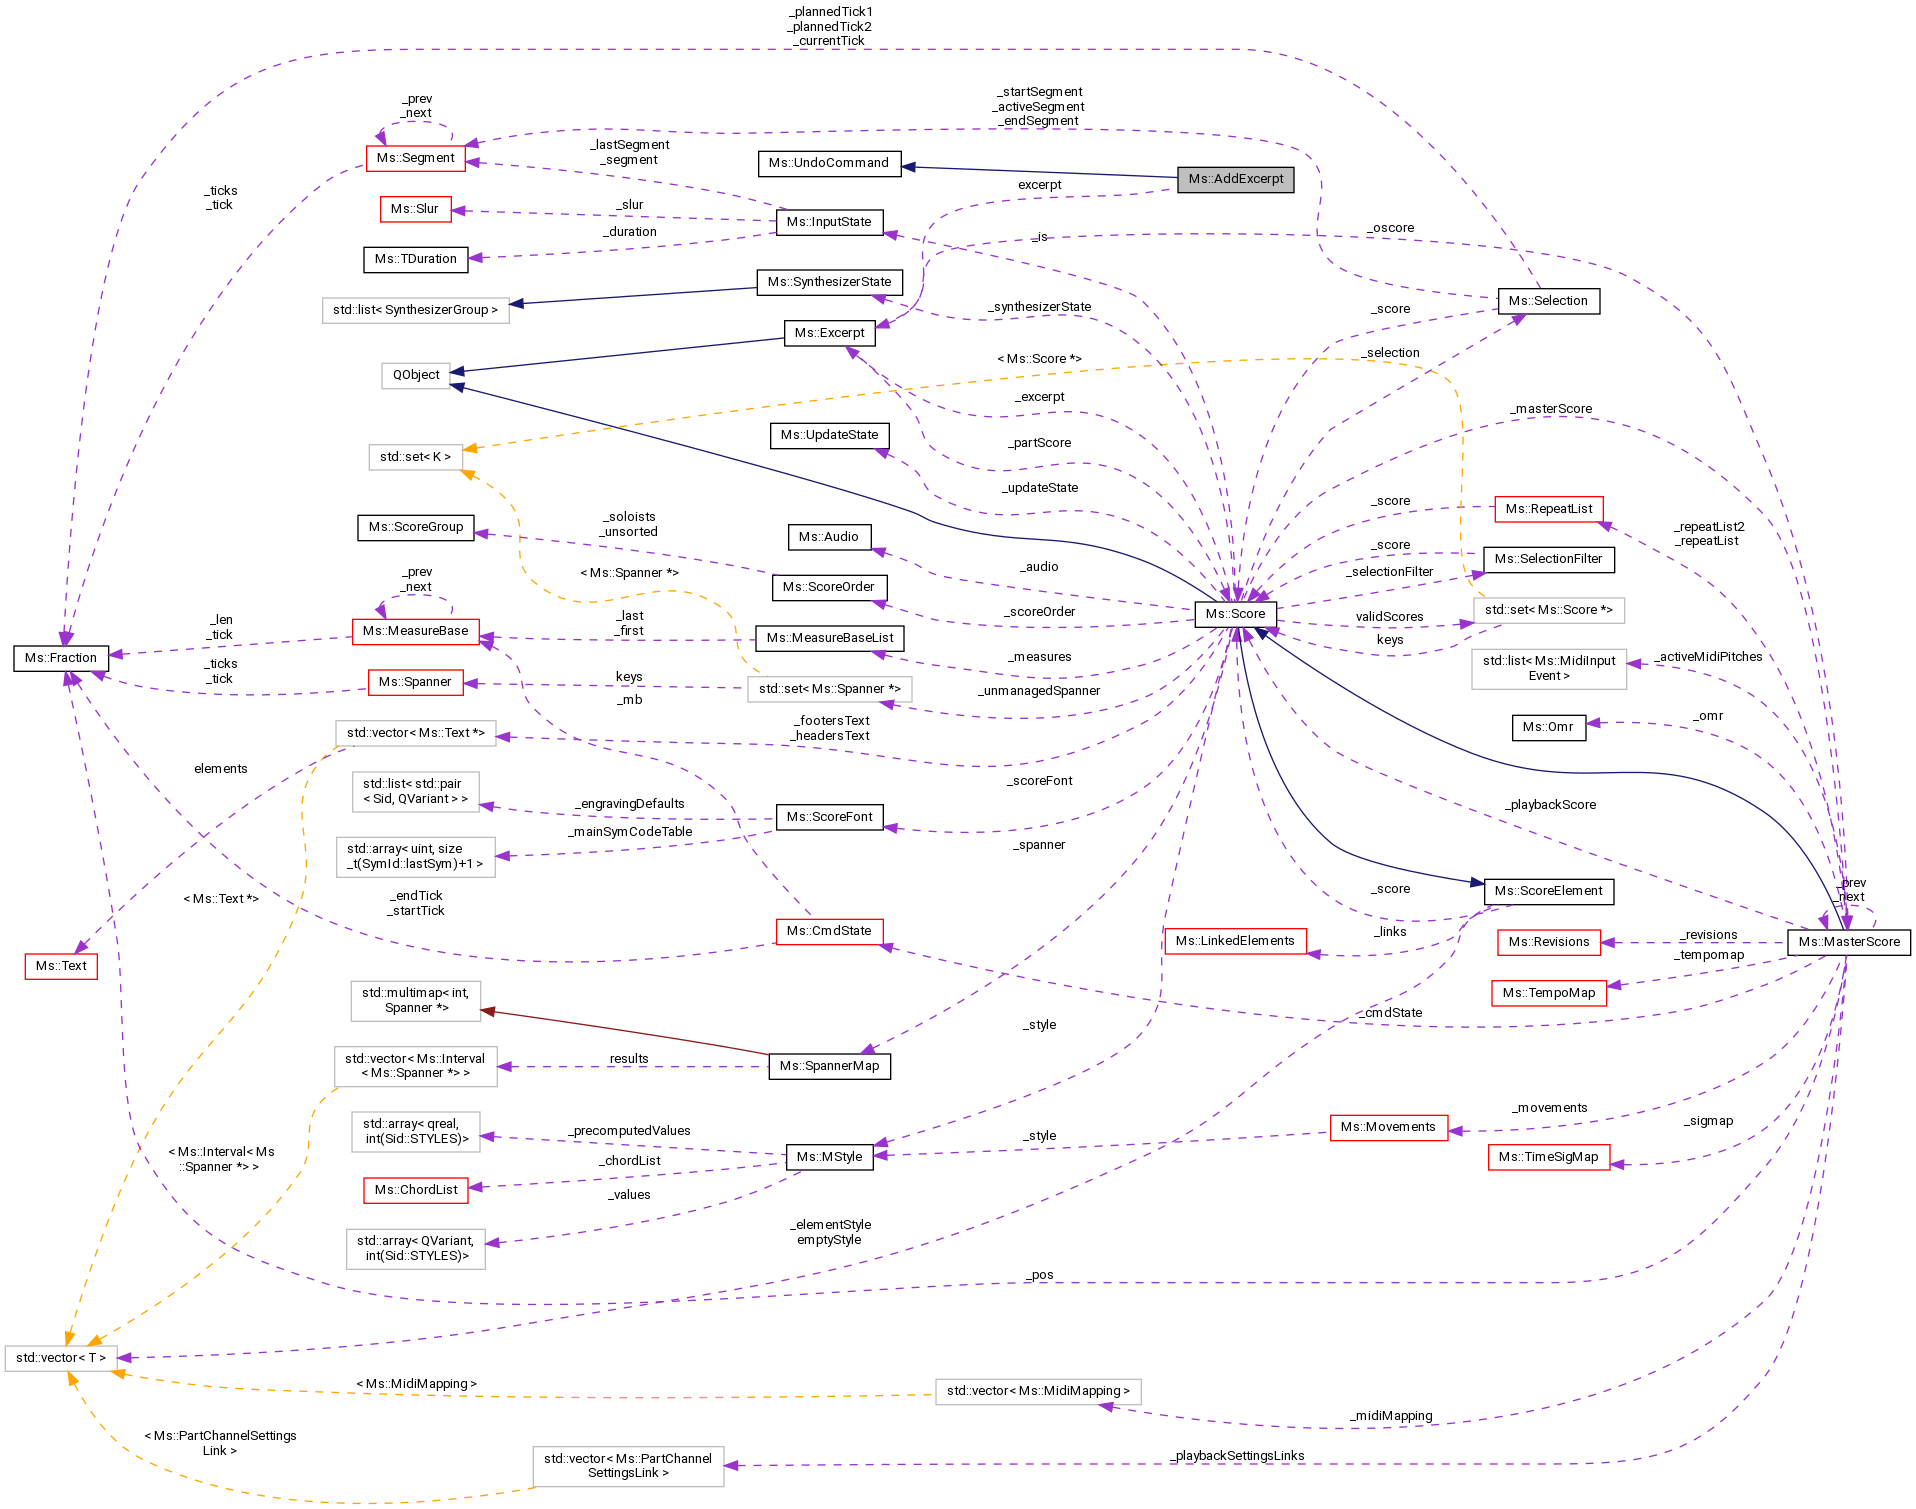 _plannedTick1
_plannedTick2
_currentTick
_prev
_next
_startSegment
_activeSegment
_endSegment
Ms::Segment
_lastSegment
_segment
Ms::UndoCommand
Ms::AddExcerpt
excerpt
_ticks
_tick
Ms::Slur
_slur
Ms::InputState
_duration
_is
_oscore
Ms::TDuration
Ms::SynthesizerState
std::list< SynthesizerGroup >
_synthesizerState
Ms::Selection
_score
Ms::Excerpt
QObject
< Ms::Score *>
_selection
_excerpt
_masterScore
Ms::UpdateState
_partScore
std::set< K >
_updateState
_score
Ms::RepeatList
Ms::ScoreGroup
_soloists
_unsorted
Ms::Audio
_repeatList2
_repeatList
_score
Ms::SelectionFilter
_audio
< Ms::Spanner *>
_prev
_next
Ms::ScoreOrder
_selectionFilter
_scoreOrder
Ms::Score
validScores
std::set< Ms::Score *>
_len
_tick
Ms::MeasureBase
_last
_first
Ms::MeasureBaseList
keys
Ms::Fraction
_ticks
_tick
_measures
std::list< Ms::MidiInput
Event >
_activeMidiPitches
Ms::Spanner
keys
std::set< Ms::Spanner *>
_unmanagedSpanner
_mb
std::vector< Ms::Text *>
_footersText
_headersText
Ms::Omr
_omr
elements
std::list< std::pair
< Sid, QVariant > >
_engravingDefaults
_scoreFont
_playbackScore
Ms::ScoreFont
_mainSymCodeTable
std::array< uint, size
_t(SymId::lastSym)+1 >
_spanner
< Ms::Text *>
_endTick
_startTick
_score
Ms::ScoreElement
_prev
_next
Ms::CmdState
_links
Ms::LinkedElements
Ms::Revisions
_revisions
Ms::MasterScore
Ms::Text
_tempomap
Ms::TempoMap
std::multimap< int,
Spanner *>
_style
_cmdState
std::vector< Ms::Interval
< Ms::Spanner *> >
results
Ms::SpannerMap
std::array< qreal,
int(Sid::STYLES)>
_precomputedValues
_style
Ms::Movements
_movements
_sigmap
< Ms::Interval< Ms
::Spanner *> >
_chordList
Ms::MStyle
Ms::TimeSigMap
Ms::ChordList
_values
std::array< QVariant,
int(Sid::STYLES)>
_elementStyle
emptyStyle
_pos
std::vector< T >
< Ms::MidiMapping >
std::vector< Ms::MidiMapping >
_midiMapping
< Ms::PartChannelSettings
Link >
std::vector< Ms::PartChannel
SettingsLink >
_playbackSettingsLinks